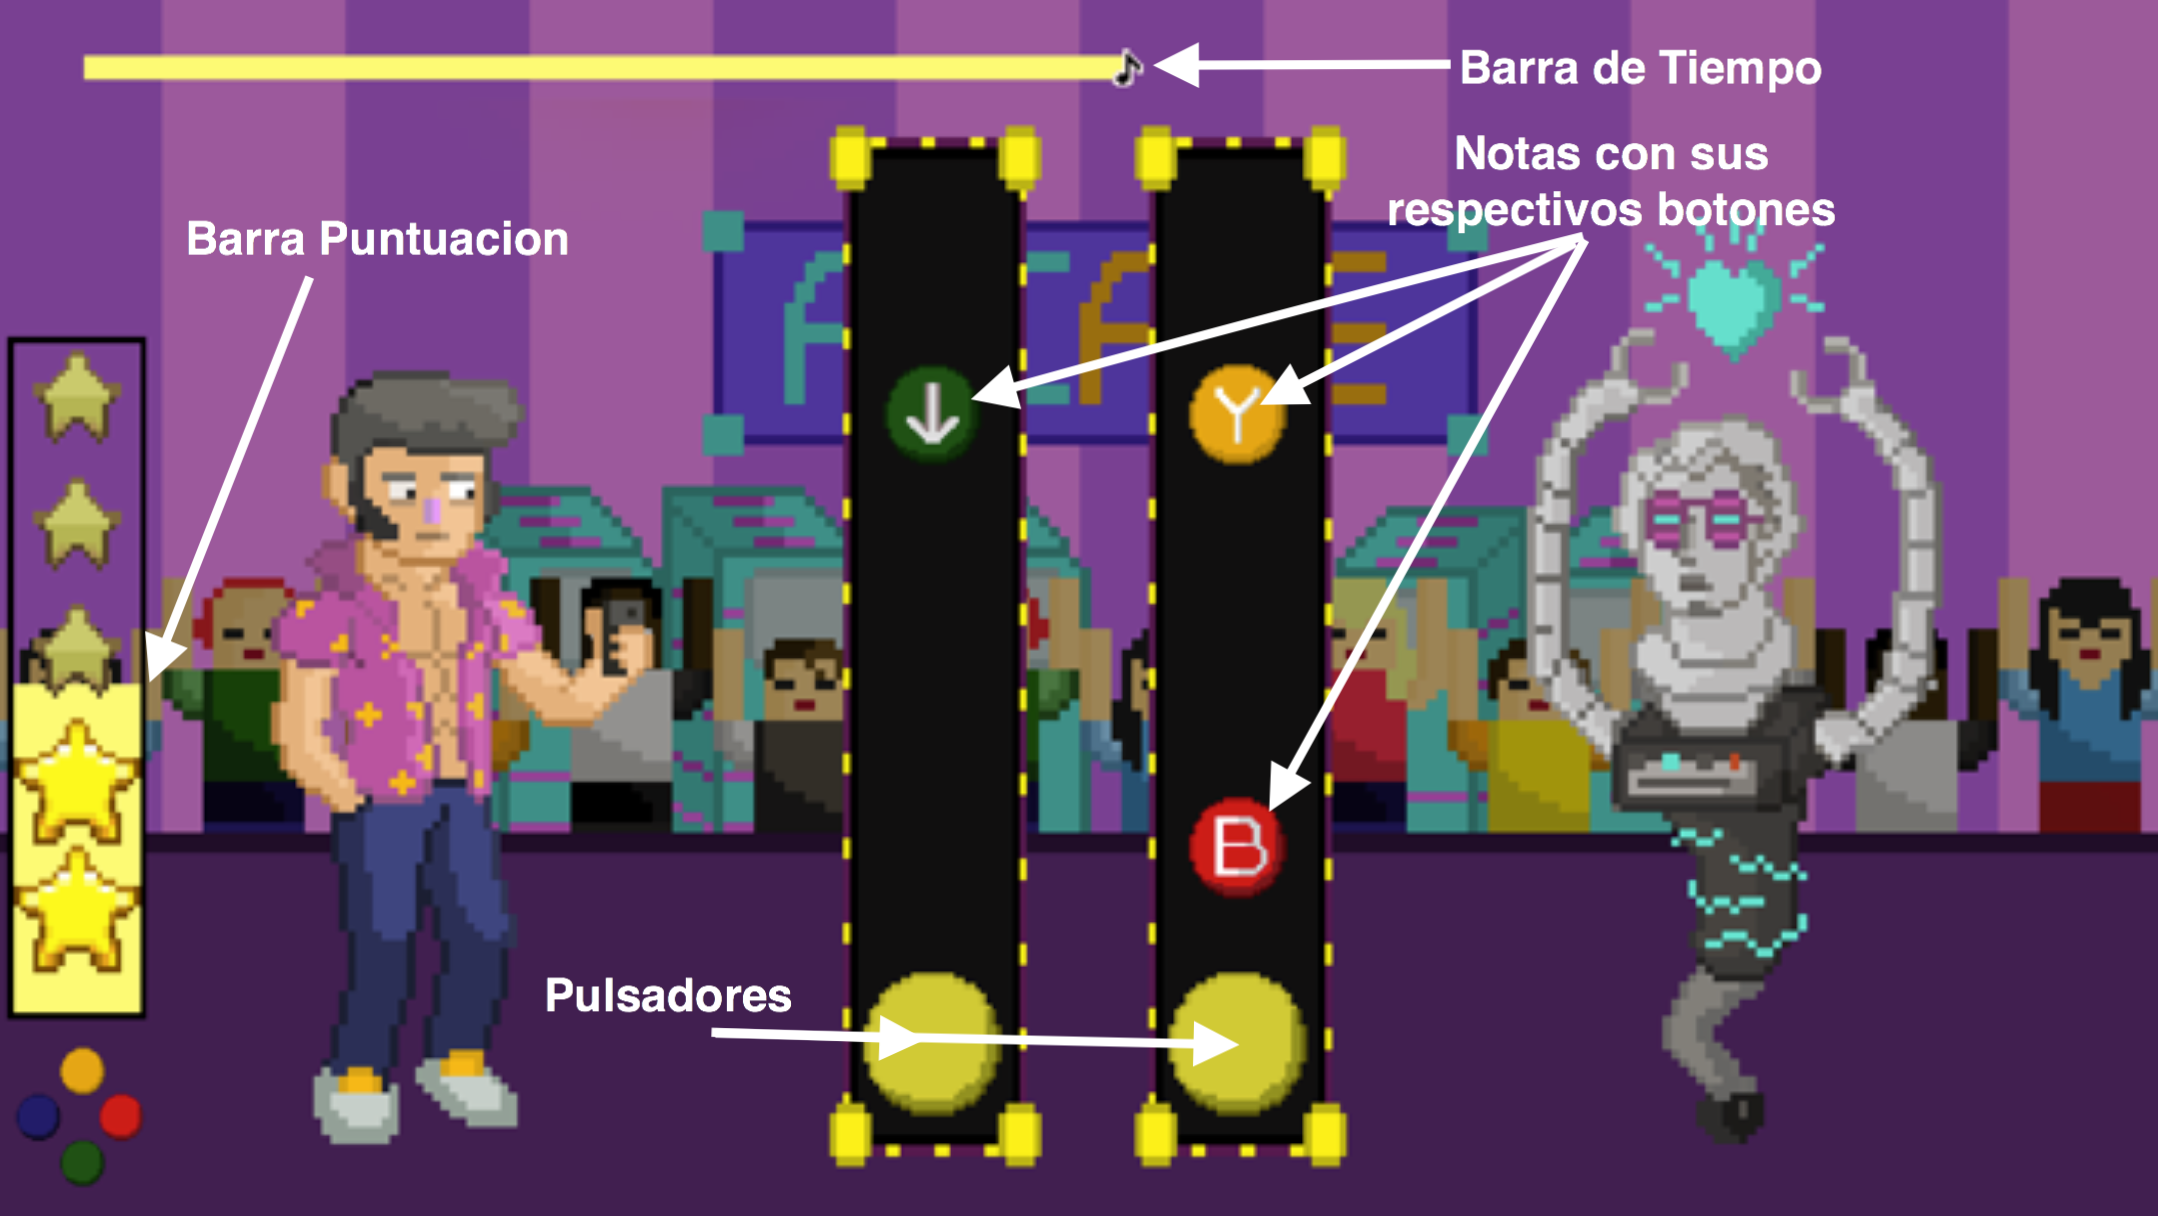 Barra de Tiempo
Notas con sus
respectivos botones
Barra Puntuacion
Y
B
Pulsadores